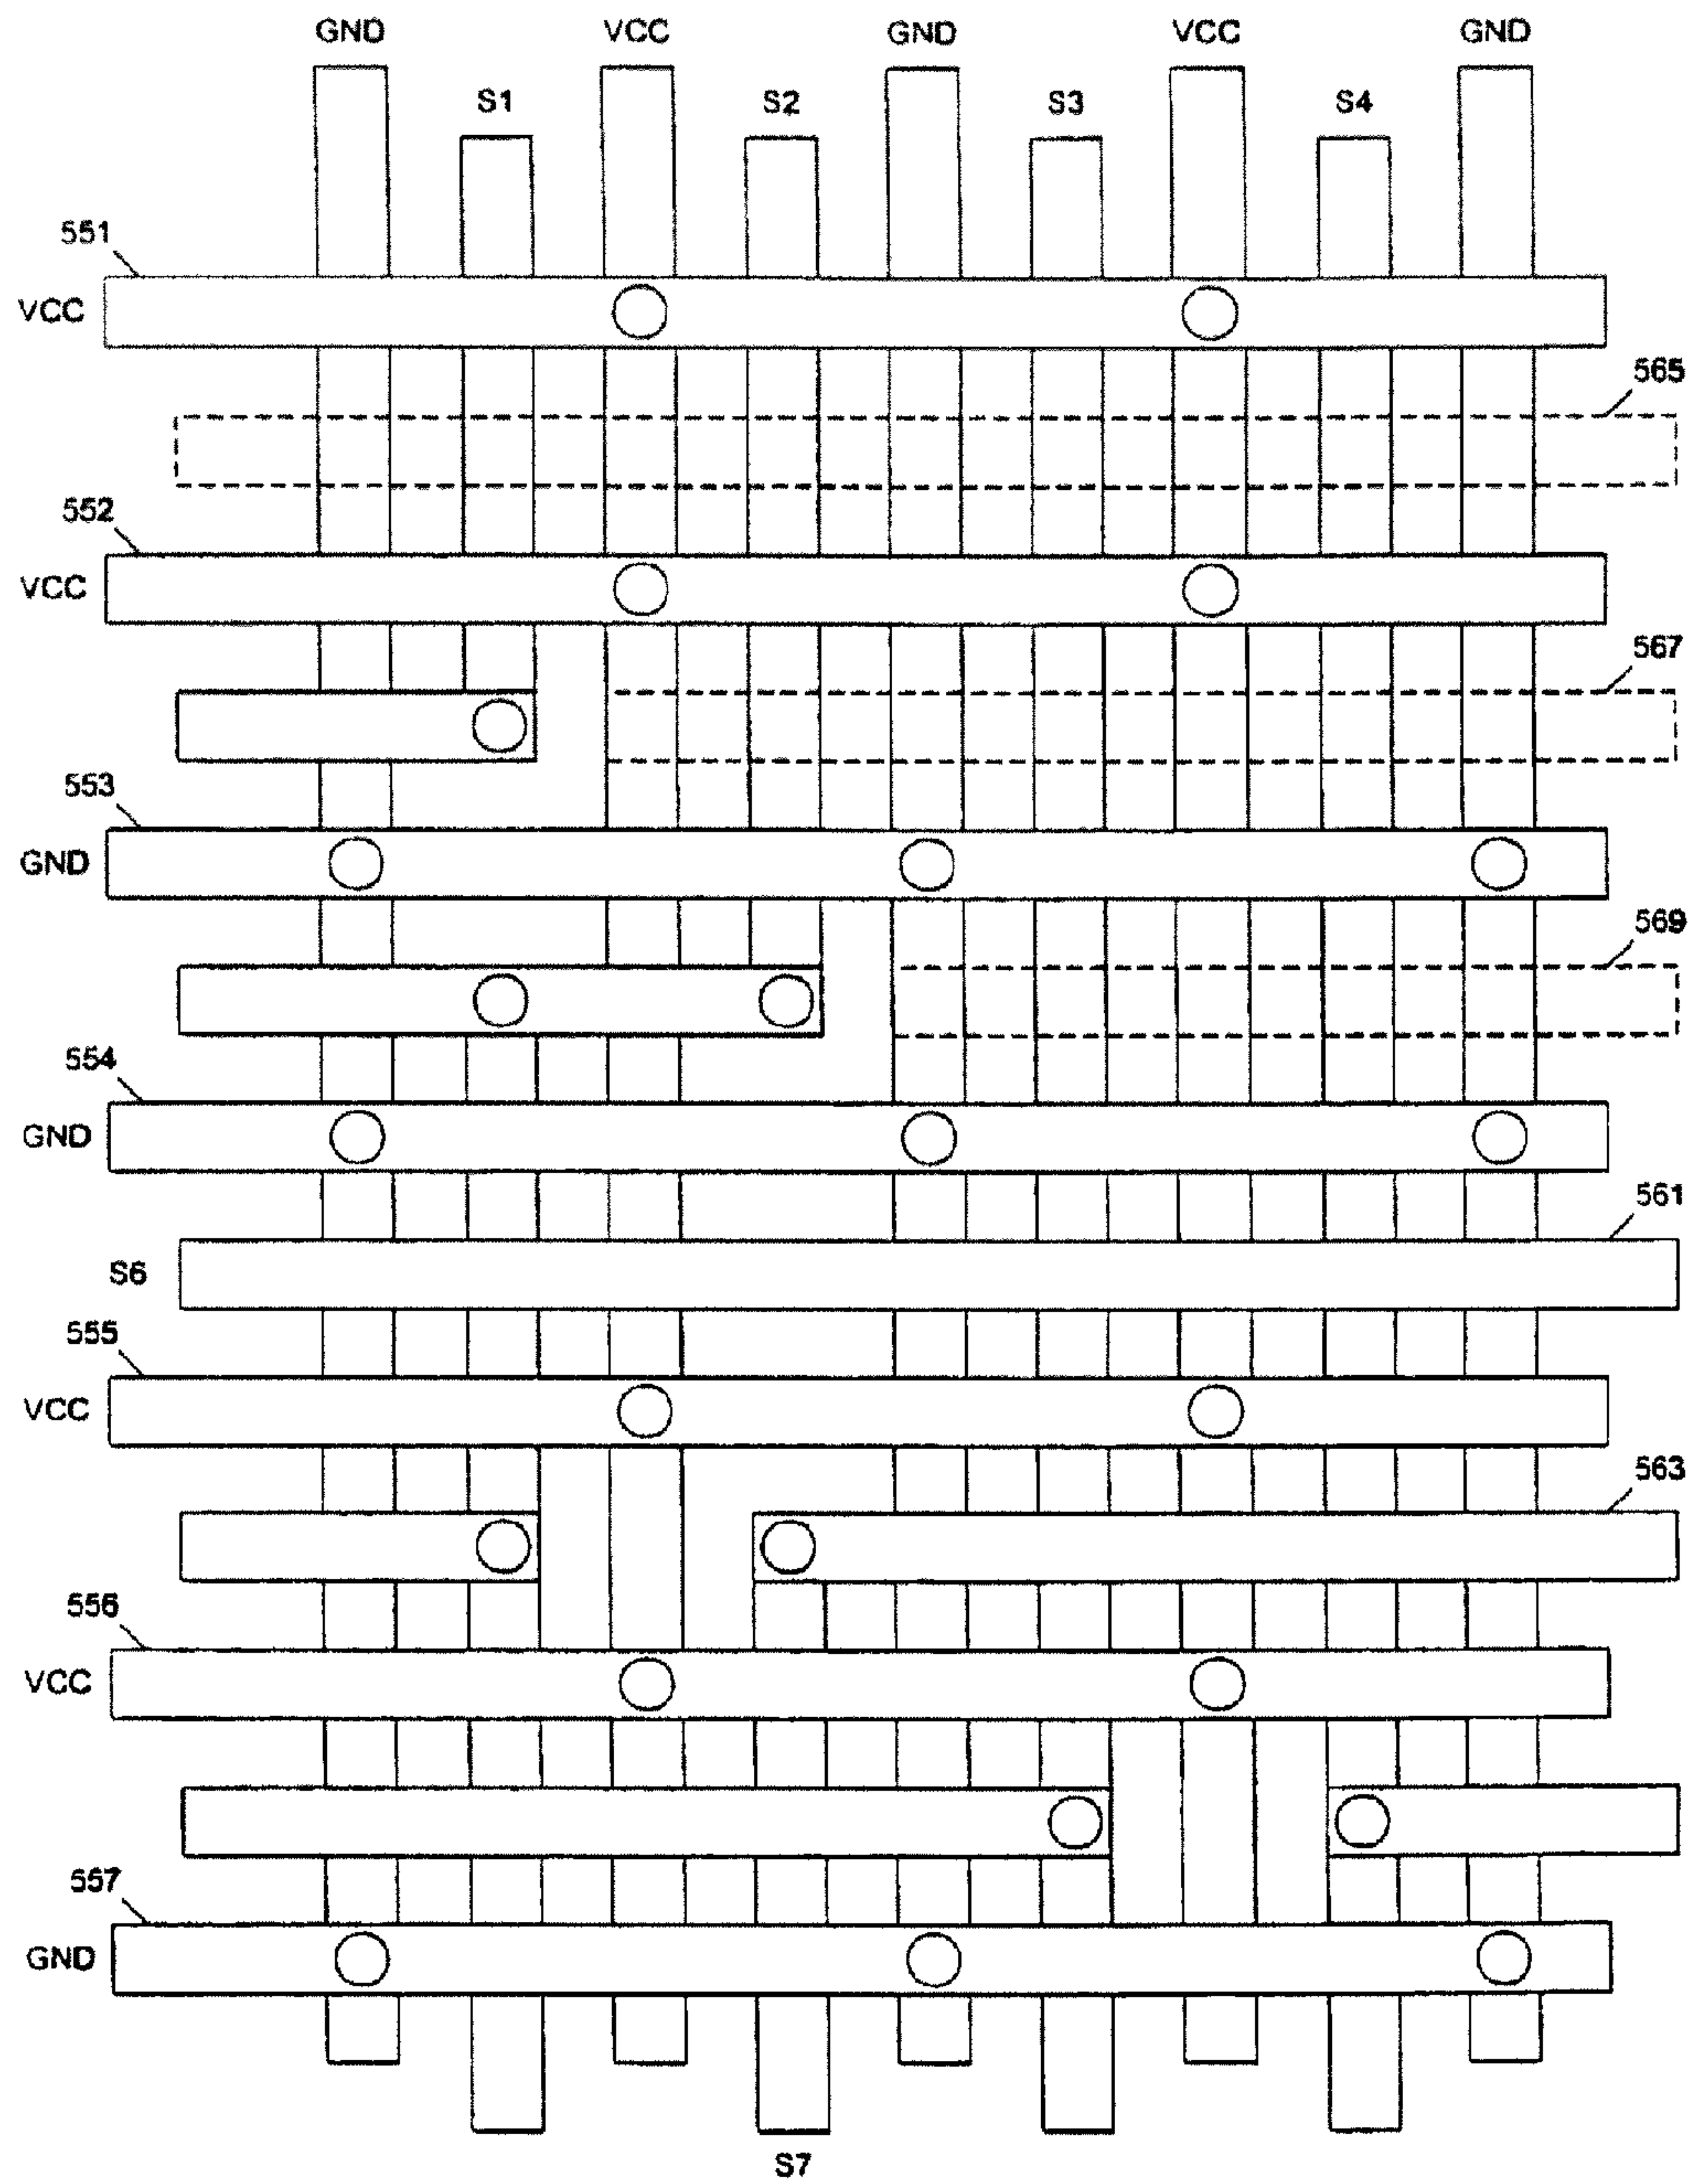 GND VCC GND VCC GND
S1 S2 S3 S4
551
VCC
565
552
VCC
567
553
GND
569
554
GND
561
S6
555
VCC
563
556
VCC
557
GND
S7